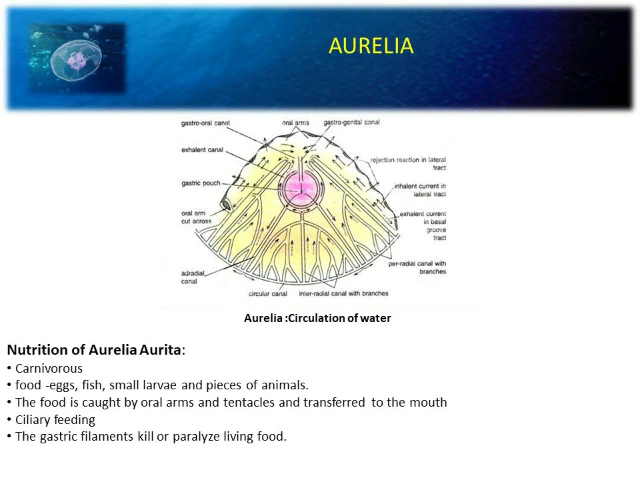 AURELIA
gastro-oral canal
oral arms
gastro-genital canal
exhalent canal
rejection reaction in lateral
tract
gastric pouch
inhalent current in
lateral tract
oral arm
cut across
exhalent current
in basal
groove
tract
adradial
canal
per-radial canal with
branches
circular canal
inter-radial canal with branches
Aurelia :Circulation of water
Nutrition of Aurelia Aurita:
• Carnivorous
• food -eggs, fish, small larvae and pieces of animals.
• The food is caught by oral arms and tentacles and transferred to the mouth
• Ciliary feeding
• The gastric filaments kill or paralyze living food.